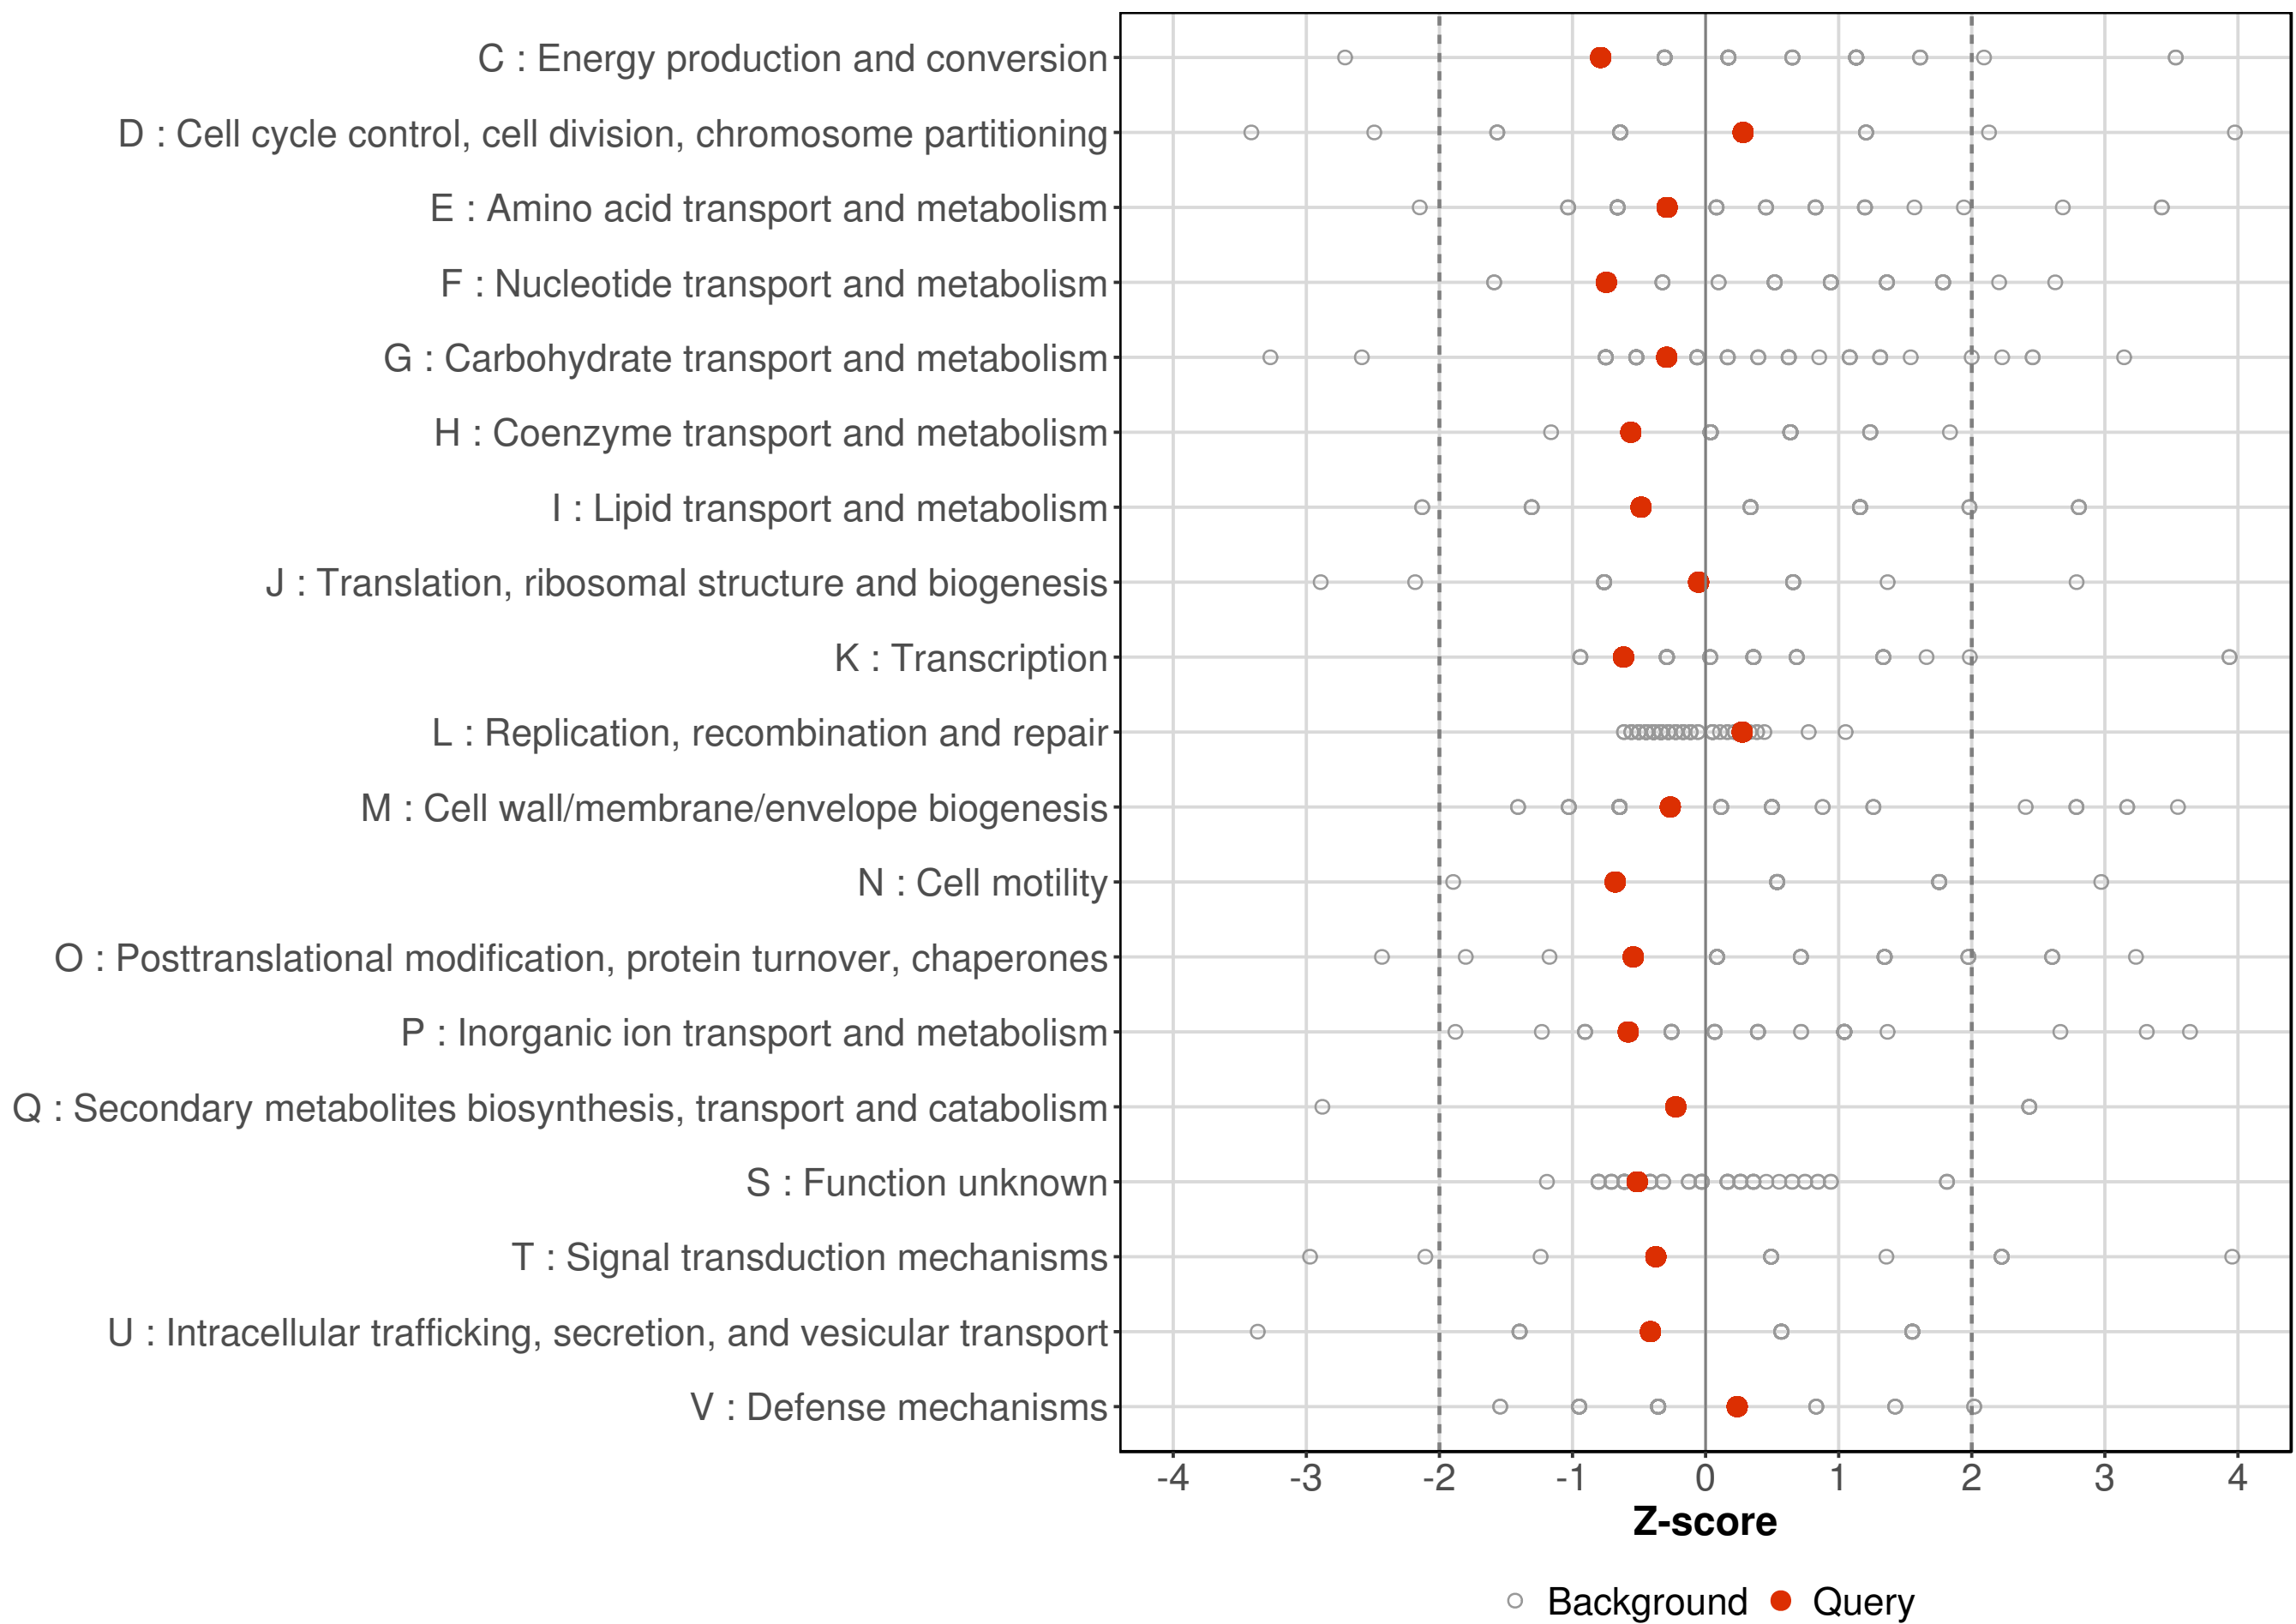 C : Energy production and conversion
D : Cell cycle control, cell division, chromosome partitioning
E : Amino acid transport and metabolism
F : Nucleotide transport and metabolism
G : Carbohydrate transport and metabolism
H : Coenzyme transport and metabolism
I : Lipid transport and metabolism
J : Translation, ribosomal structure and biogenesis
K : Transcription
L : Replication, recombination and repair
M : Cell wall/membrane/envelope biogenesis
N : Cell motility
O : Posttranslational modification, protein turnover, chaperones
P : Inorganic ion transport and metabolism
Q : Secondary metabolites biosynthesis, transport and catabolism
S : Function unknown
T : Signal transduction mechanisms
U : Intracellular trafficking, secretion, and vesicular transport
V : Defense mechanisms
-4 -3 -2 -1 0 1 2 3 4
Z-score
Background Query